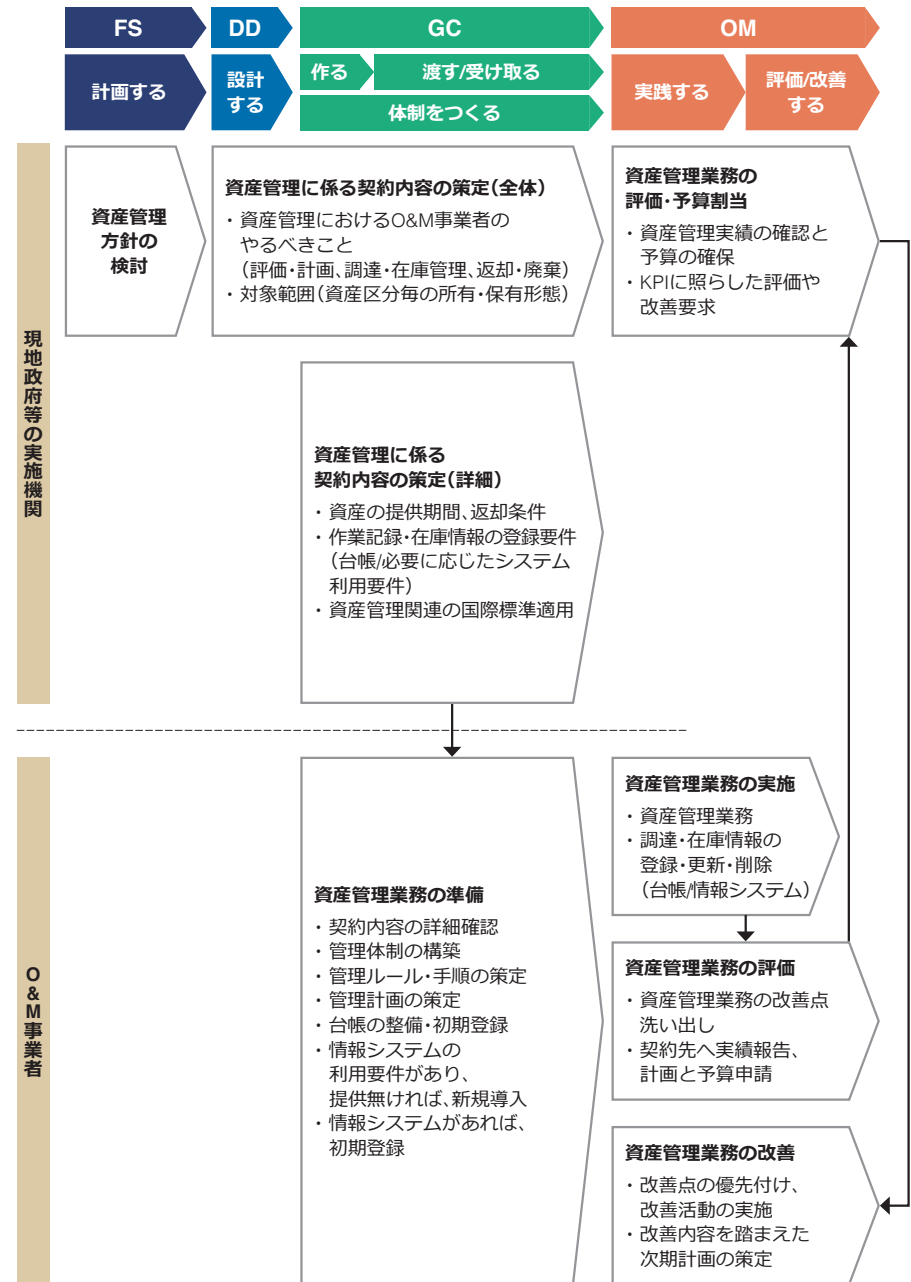 FS
DD
GC
OM
計画する
設計
する
作る
渡す/受け取る
体制をつくる
実践する
評価/改善
する
現地政府等の実施機関
資産管理
方針の
検討
資産管理に係る契約内容の策定(全体)
・資産管理におけるO&M事業者の
やるべきこと
(評価・計画、調達・在庫管理、返却・廃棄)
・対象範囲(資産区分毎の所有・保有形態)
資産管理業務の
評価・予算割当
・資産管理実績の確認と
予算の確保
・KPIに照らした評価や
改善要求
資産管理に係る
契約内容の策定(詳細)
・資産の提供期間、返却条件
・作業記録・在庫情報の登録要件
(台帳/必要に応じたシステム
利用要件)
・資産管理関連の国際標準適用
O&M事業者
資産管理業務の準備
・契約内容の詳細確認
・管理体制の構築
・管理ルール・手順の策定
・管理計画の策定
・台帳の整備・初期登録
・情報システムの
利用要件があり、
提供無ければ、新規導入
・情報システムがあれば、
初期登録
資産管理業務の実施
・資産管理業務
・調達・在庫情報の
登録・更新・削除
(台帳/情報システム)
資産管理業務の評価
・資産管理業務の改善点
洗い出し
・契約先へ実績報告、
計画と予算申請
資産管理業務の改善
・改善点の優先付け、
改善活動の実施
・改善内容を踏まえた
次期計画の策定